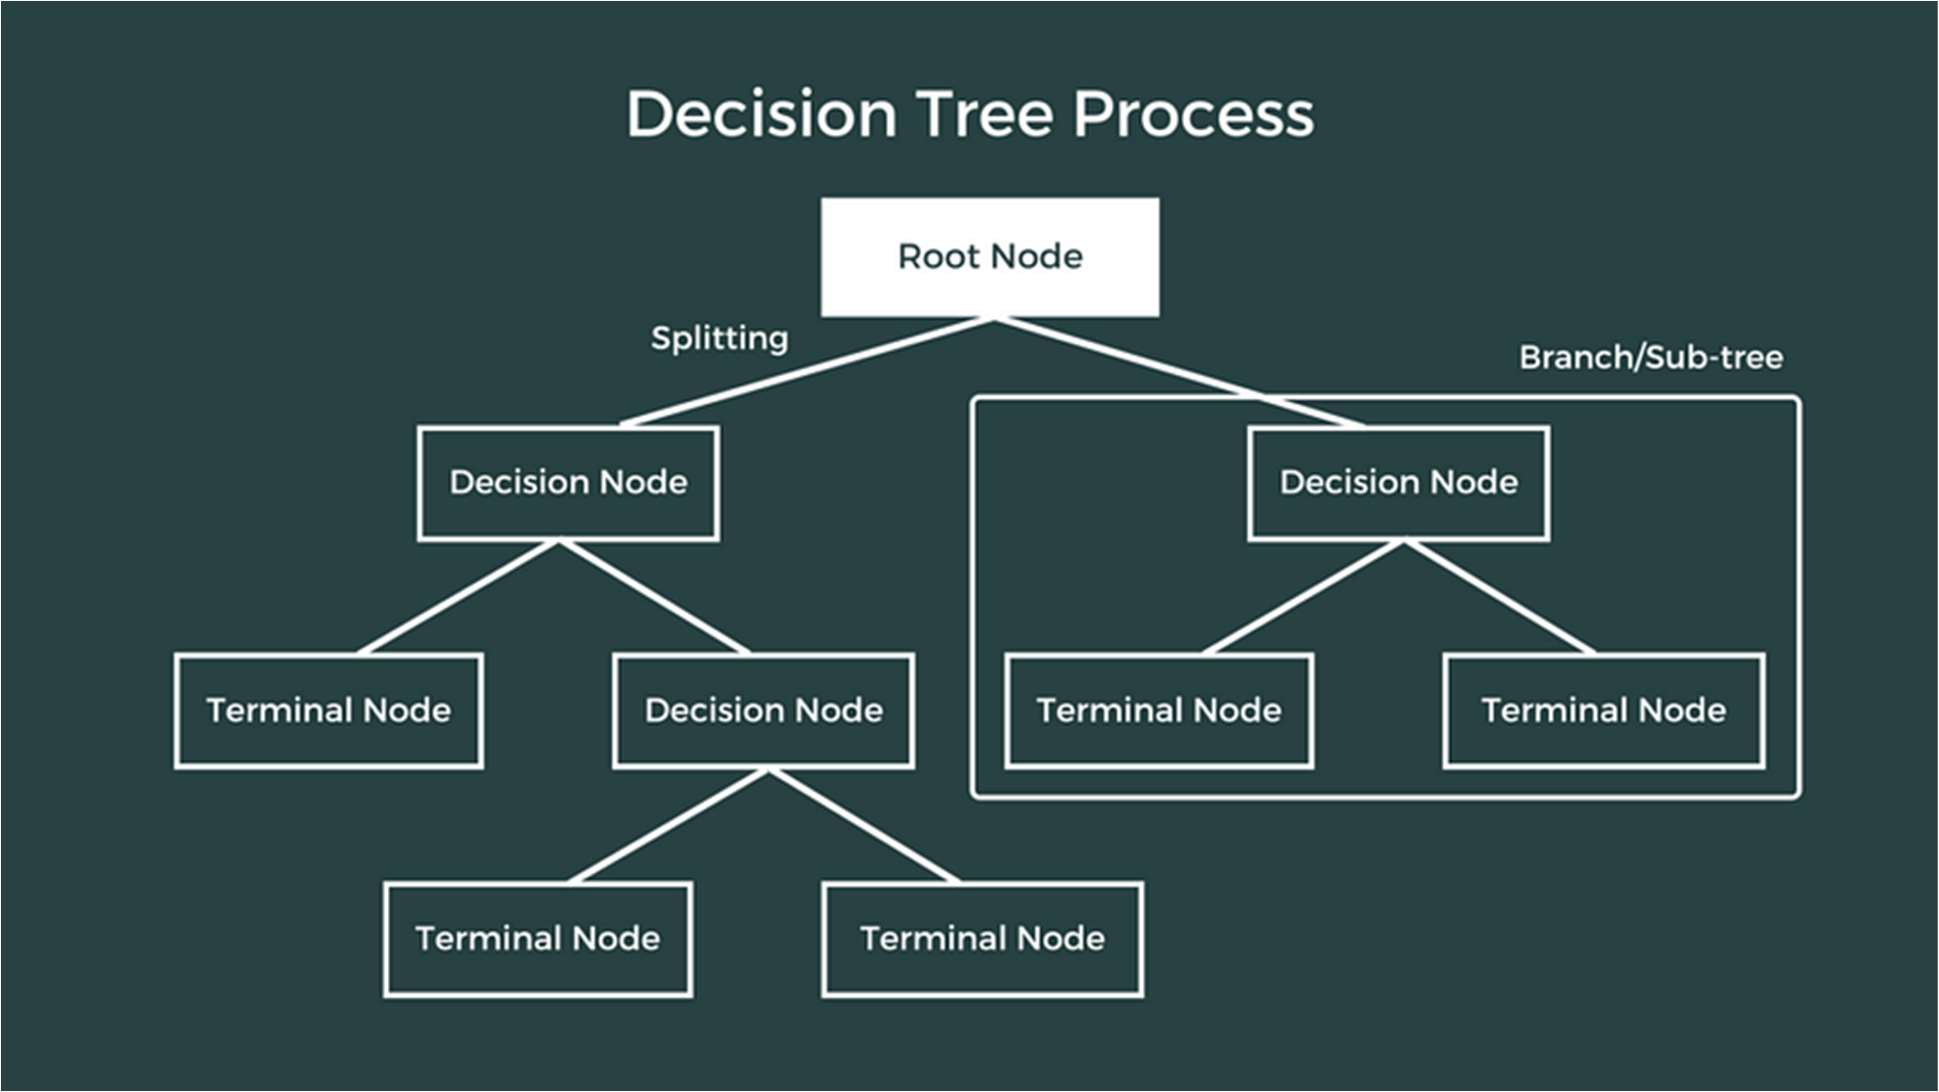 Decision Tree Process
Root Node
Splitting
Branch/Sub-tree
Decision Node
Decision Node
Terminal Node
Decision Node
Terminal Node
Terminal Node
Terminal Node
Terminal Node